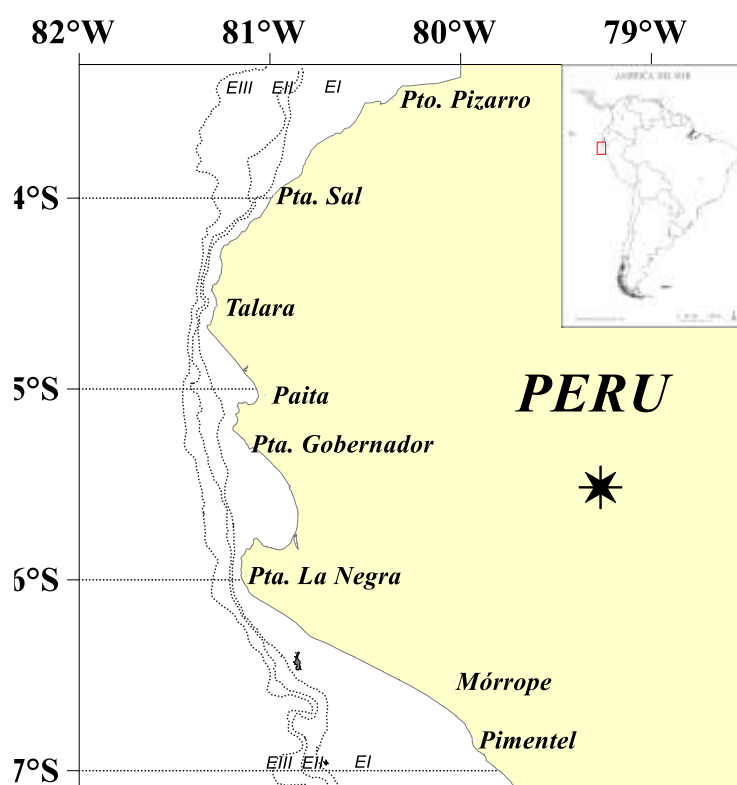 82°W 81°W 80°W 79°W
EIII EII EI
Pto. Pizarro
4°S
Pta. Sal
Talara
5°S
Paita
PERU
Pta. Gobernador
6°S
Pta. La Negra
Mórrope
Pimentel
EIII EII EI
7°S